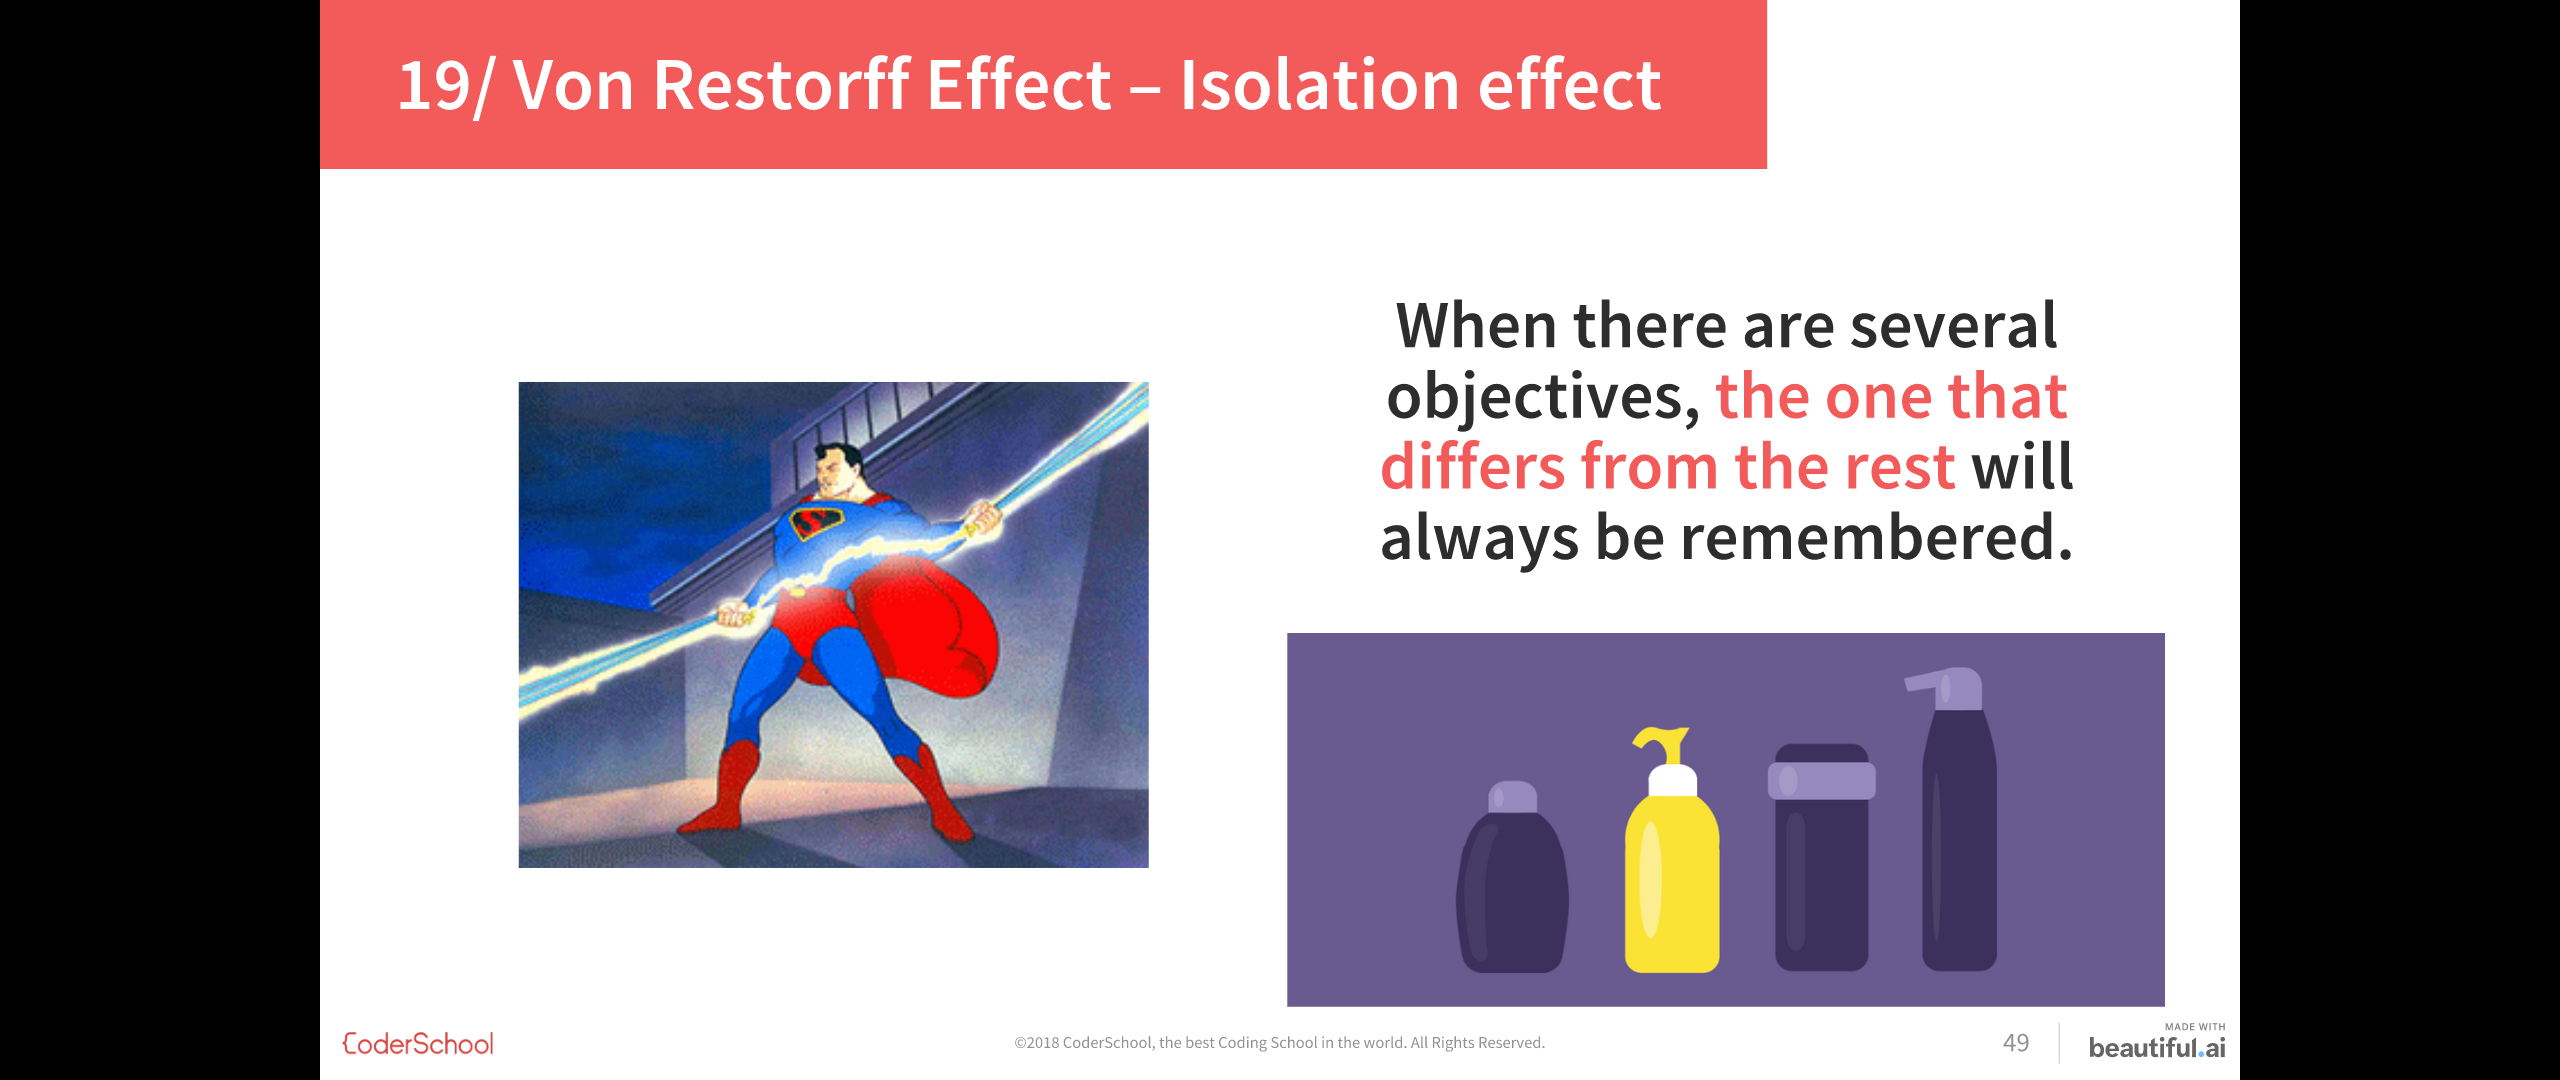 19/ Von Restorff Effect – Isolation effect
When there are several
objectives, the one that
differs from the rest will
always be remembered.
CoderSchool
©2018 CoderSchool, the best Coding School in the world. All Rights Reserved.
49
MADE WITH
beautiful.ai